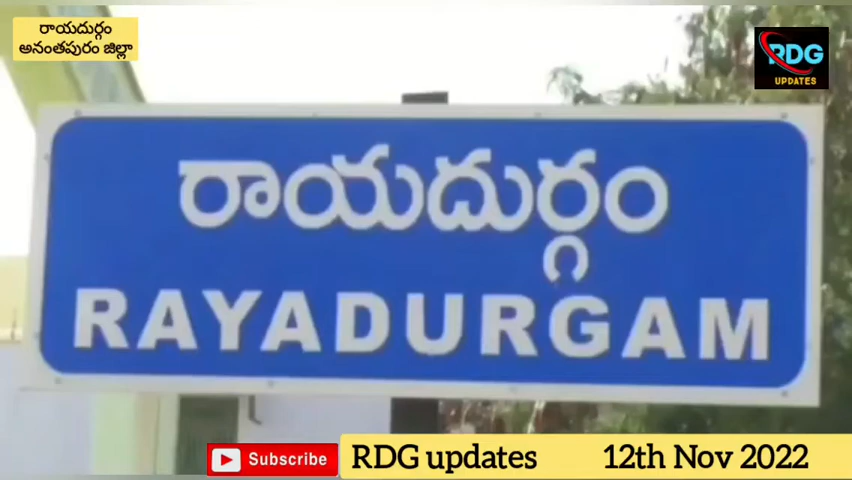 రాయదుర్గం
అనంతపురం జిల్లా
RDG
UPDATES
రాయదుర్గం
RAYADURGAM
Subscribe
RDG updates
12th Nov 2022